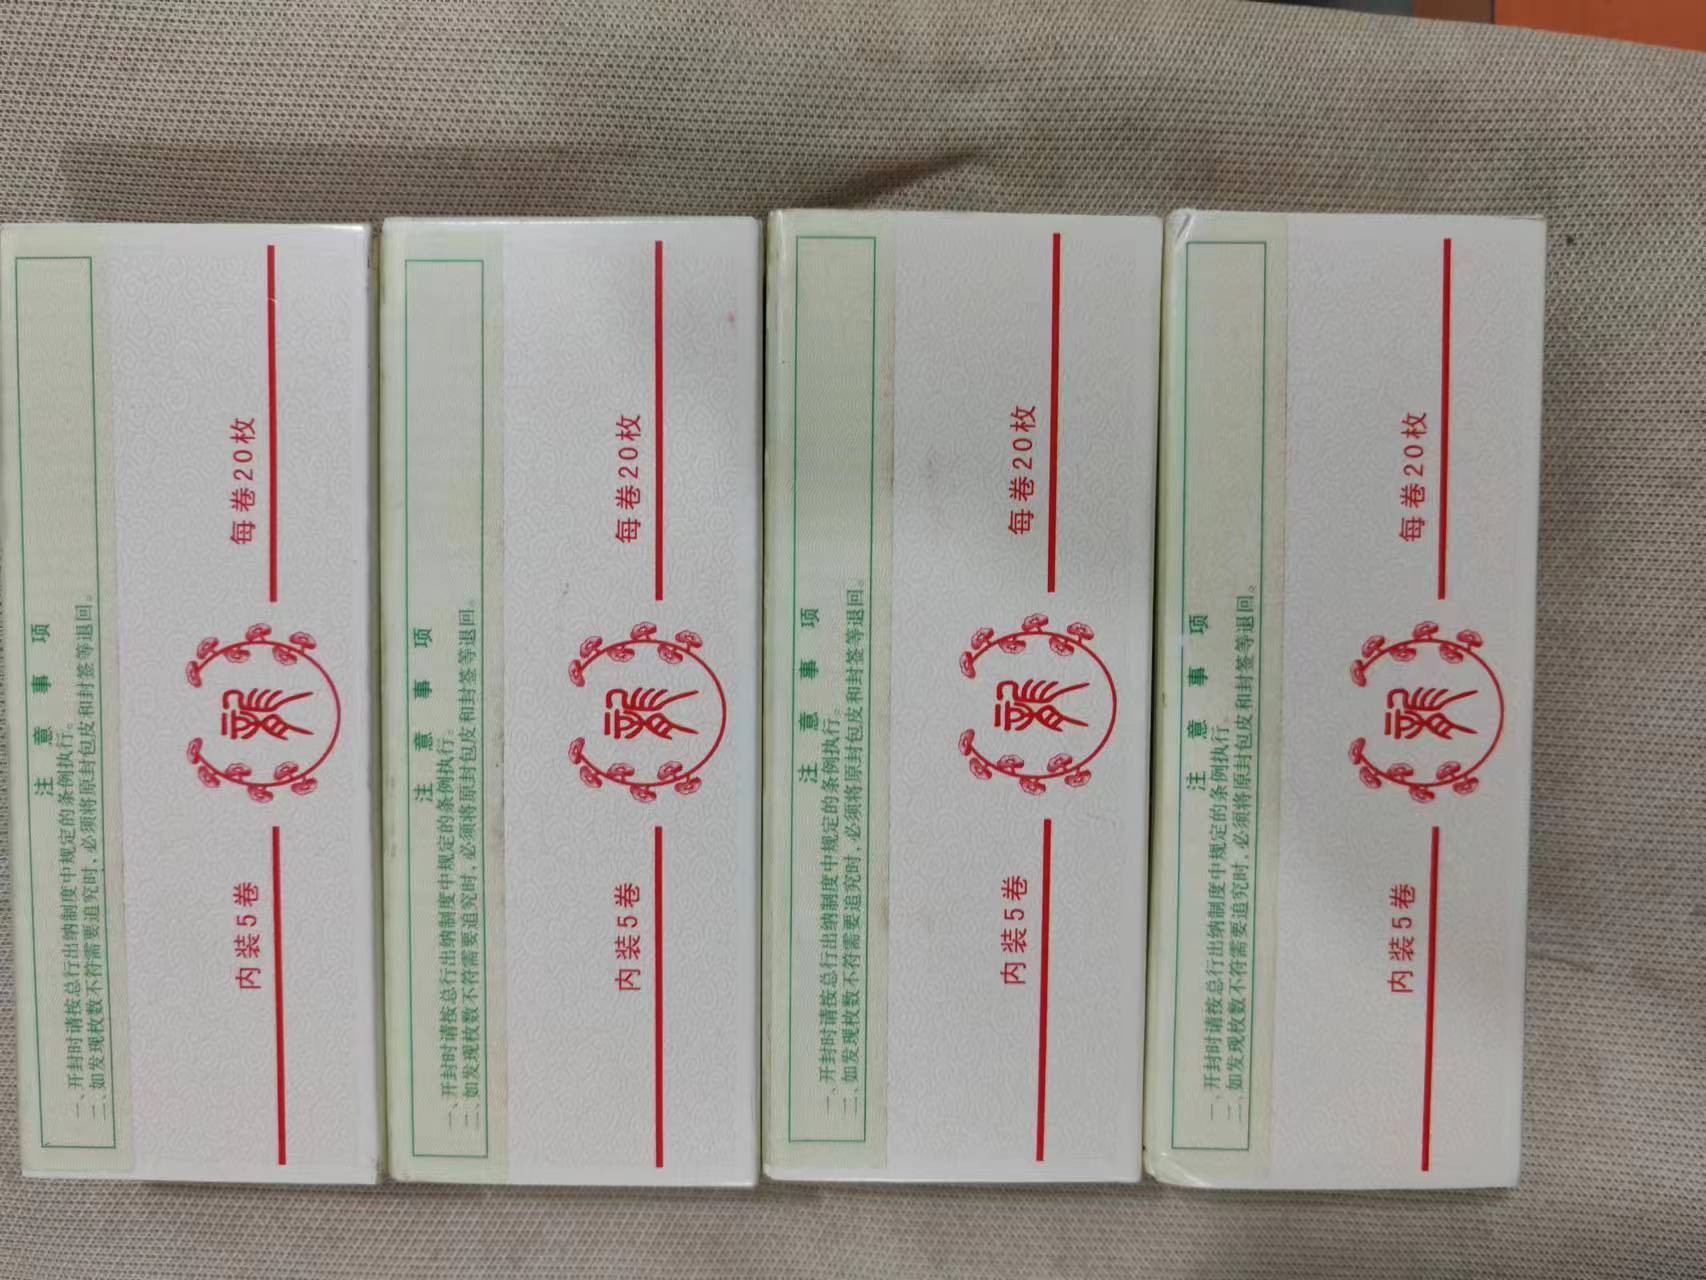 注意事项
一、开封时请按总行出纳制度中规定的条例执行。
二、如发现枚数不符需要追究时,必须将原封包皮和封签等退回。
内装5卷 每卷20枚
注意事项
一、开封时请按总行出纳制度中规定的条例执行。
二、如发现枚数不符需要追究时,必须将原封包皮和封签等退回。
内装5卷 每卷20枚
注意事项
一、开封时请按总行出纳制度中规定的条例执行。
二、如发现枚数不符需要追究时,必须将原封包皮和封签等退回。
内装5卷 每卷20枚
注意事项
一、开封时请按总行出纳制度中规定的条例执行
二、如发现枚数不符需要追究时,必须将原封包皮和封签等退回。
内装5卷 每卷20枚